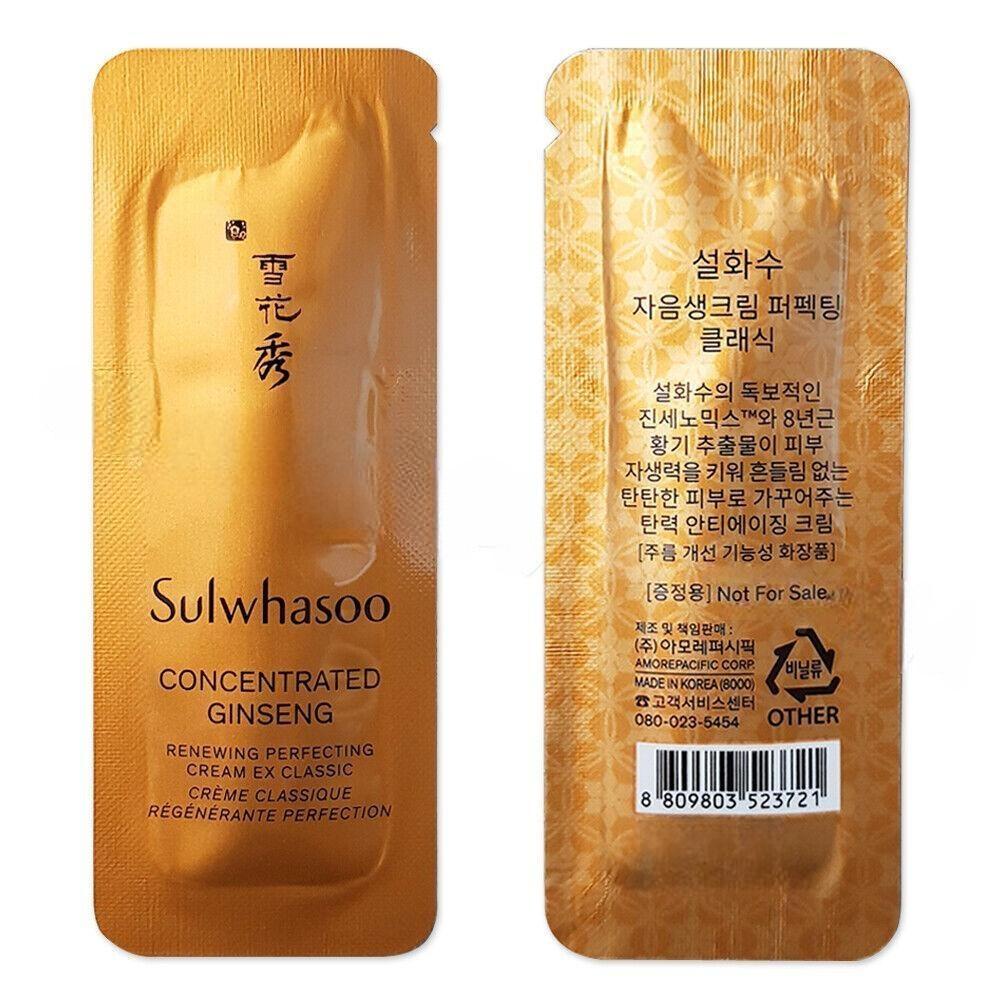 雪花秀
Sulwhasoo
CONCENTRATED
GINSENG
RENEWING PERFECTING
CREAM EX CLASSIC
CRÈME CLASSIQUE
RÉGÉNÉRANTE PERFECTION
설화수
자음생크림 퍼펙팅
클래식
설화수의 독보적인
진세노믹스™와 8년근
황기 추출물이 피부
자생력을 키워 흔들림 없는
탄탄한 피부로 가꾸어주는
탄력 안티에이징 크림
[주름 개선 기능성 화장품]
[증정용] Not For Sale
제조 및 책임판매 :
(주)아모레퍼시픽
AMOREPACIFIC CORP.
MADE IN KOREA (8000)
☎고객서비스센터
080-023-5454
비닐류
OTHER
8 809803 523721